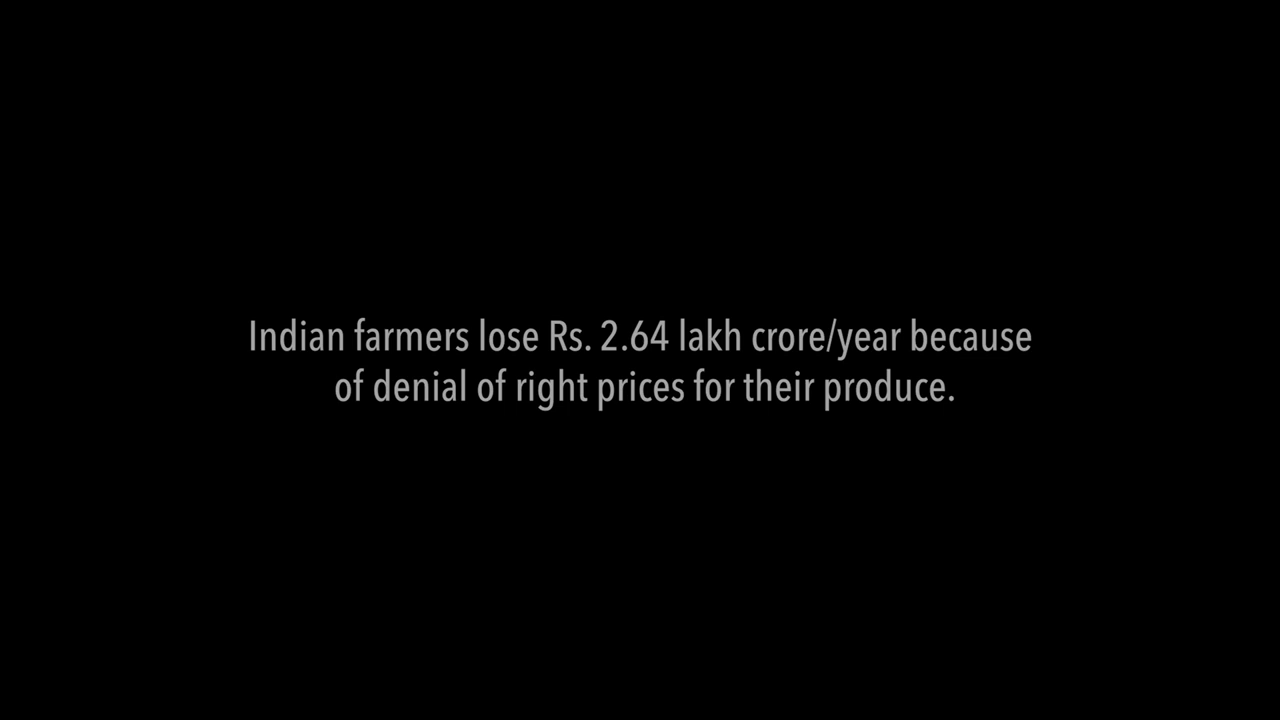 Indian farmers lose Rs. 2.64 lakh crore/year because
of denial of right prices for their produce.